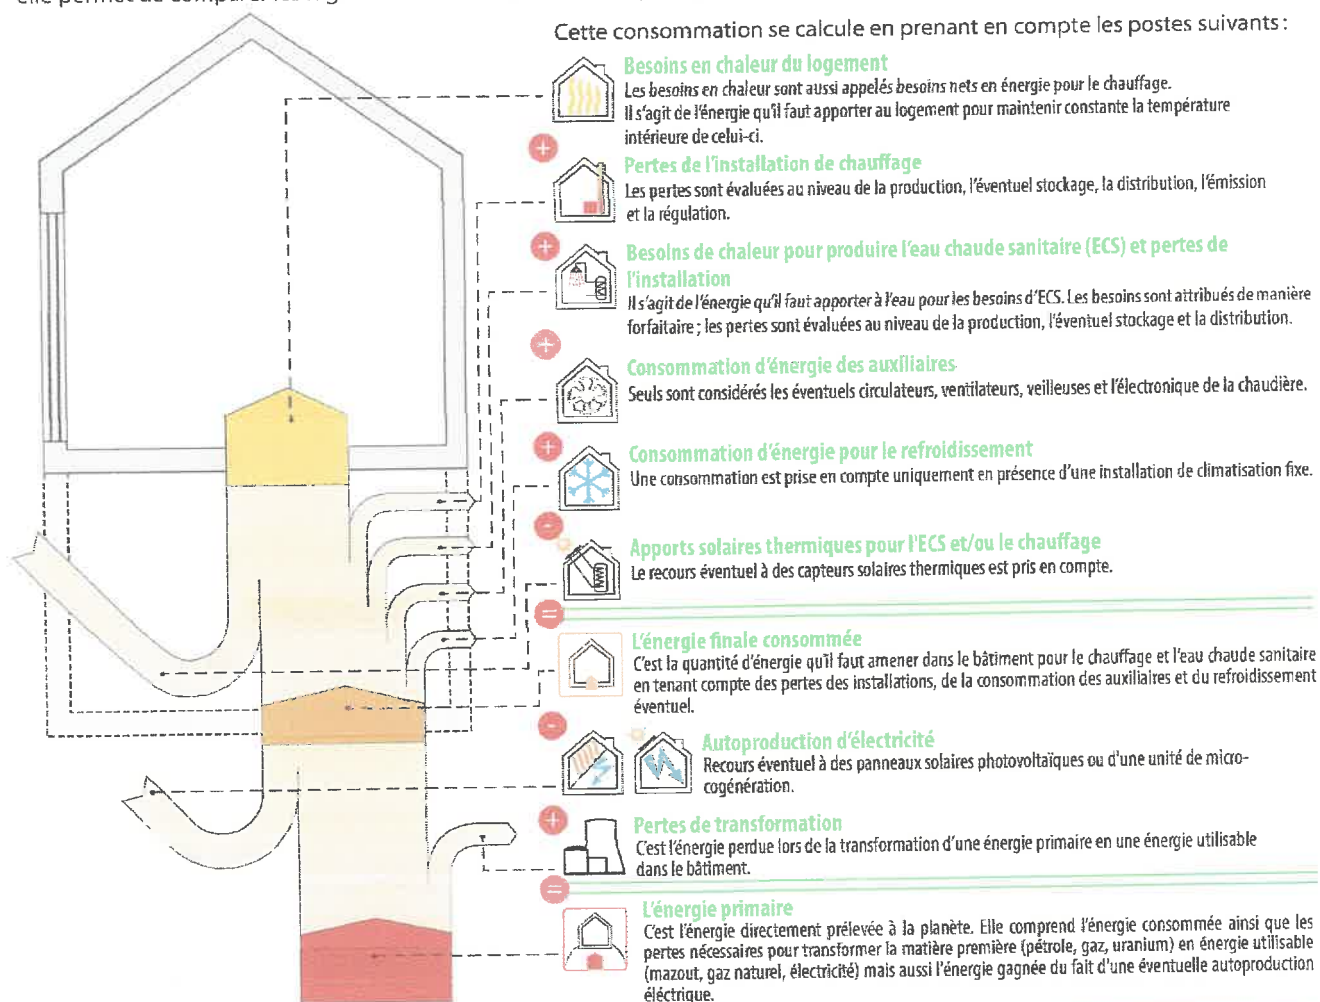 Cette consommation se calcule en prenant en compte les postes suivants :
Besoins en chaleur du logement
Les besoins en chaleur sont aussi appelés besoins nets en énergie pour le chauffage.
Il s'agit de l'énergie qu'il faut apporter au logement pour maintenir constante la température
intérieure de celui-ci.
+
Pertes de l'installation de chauffage
Les pertes sont évaluées au niveau de la production, l'éventuel stockage, la distribution, l'émission
et la régulation.
+
Besoins de chaleur pour produire l'eau chaude sanitaire (ECS) et pertes de
l'installation
Il s'agit de l'énergie qu'il faut apporter à l'eau pour les besoins d'ECS. Les besoins sont attribués de manière
forfaitaire ; les pertes sont évaluées au niveau de la production, l'éventuel stockage et la distribution.
+
Consommation d'énergie des auxiliaires
Seuls sont considérés les éventuels circulateurs, ventilateurs, veilleuses et l'électronique de la chaudière.
+
Consommation d'énergie pour le refroidissement
Une consommation est prise en compte uniquement en présence d'une installation de climatisation fixe.
-
Apports solaires thermiques pour l'ECS et/ou le chauffage
Le recours éventuel à des capteurs solaires thermiques est pris en compte.
=
L'énergie finale consommée
C'est la quantité d'énergie qu'il faut amener dans le bâtiment pour le chauffage et l'eau chaude sanitaire
en tenant compte des pertes des installations, de la consommation des auxiliaires et du refroidissement
éventuel.
-
Autoproduction d'électricité
Recours éventuel à des panneaux solaires photovoltaïques ou d'une unité de micro-
cogénération.
+
Pertes de transformation
C'est l'énergie perdue lors de la transformation d'une énergie primaire en une énergie utilisable
dans le bâtiment.
=
L'énergie primaire
C'est l'énergie directement prélevée à la planète. Elle comprend l'énergie consommée ainsi que les
pertes nécessaires pour transformer la matière première (pétrole, gaz, uranium) en énergie utilisable
(mazout, gaz naturel, électricité) mais aussi l'énergie gagnée du fait d'une éventuelle autoproduction
éléctrique.